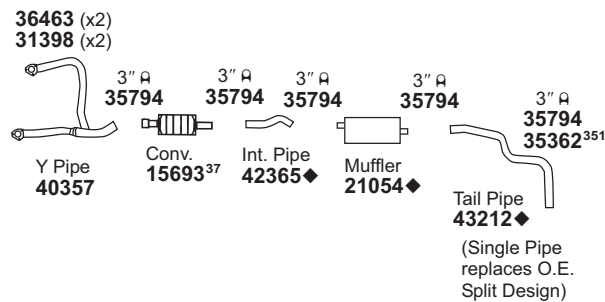 36463 (x2)
31398 (x2)
3″
35794
3″
35794
3″
35794
3″
35794
3″
35794
35362³⁵¹
Y Pipe
40357
Conv.
15693³⁷
Int. Pipe
42365◆
Muffler
21054◆
Tail Pipe
43212◆
(Single Pipe
replaces O.E.
Split Design)